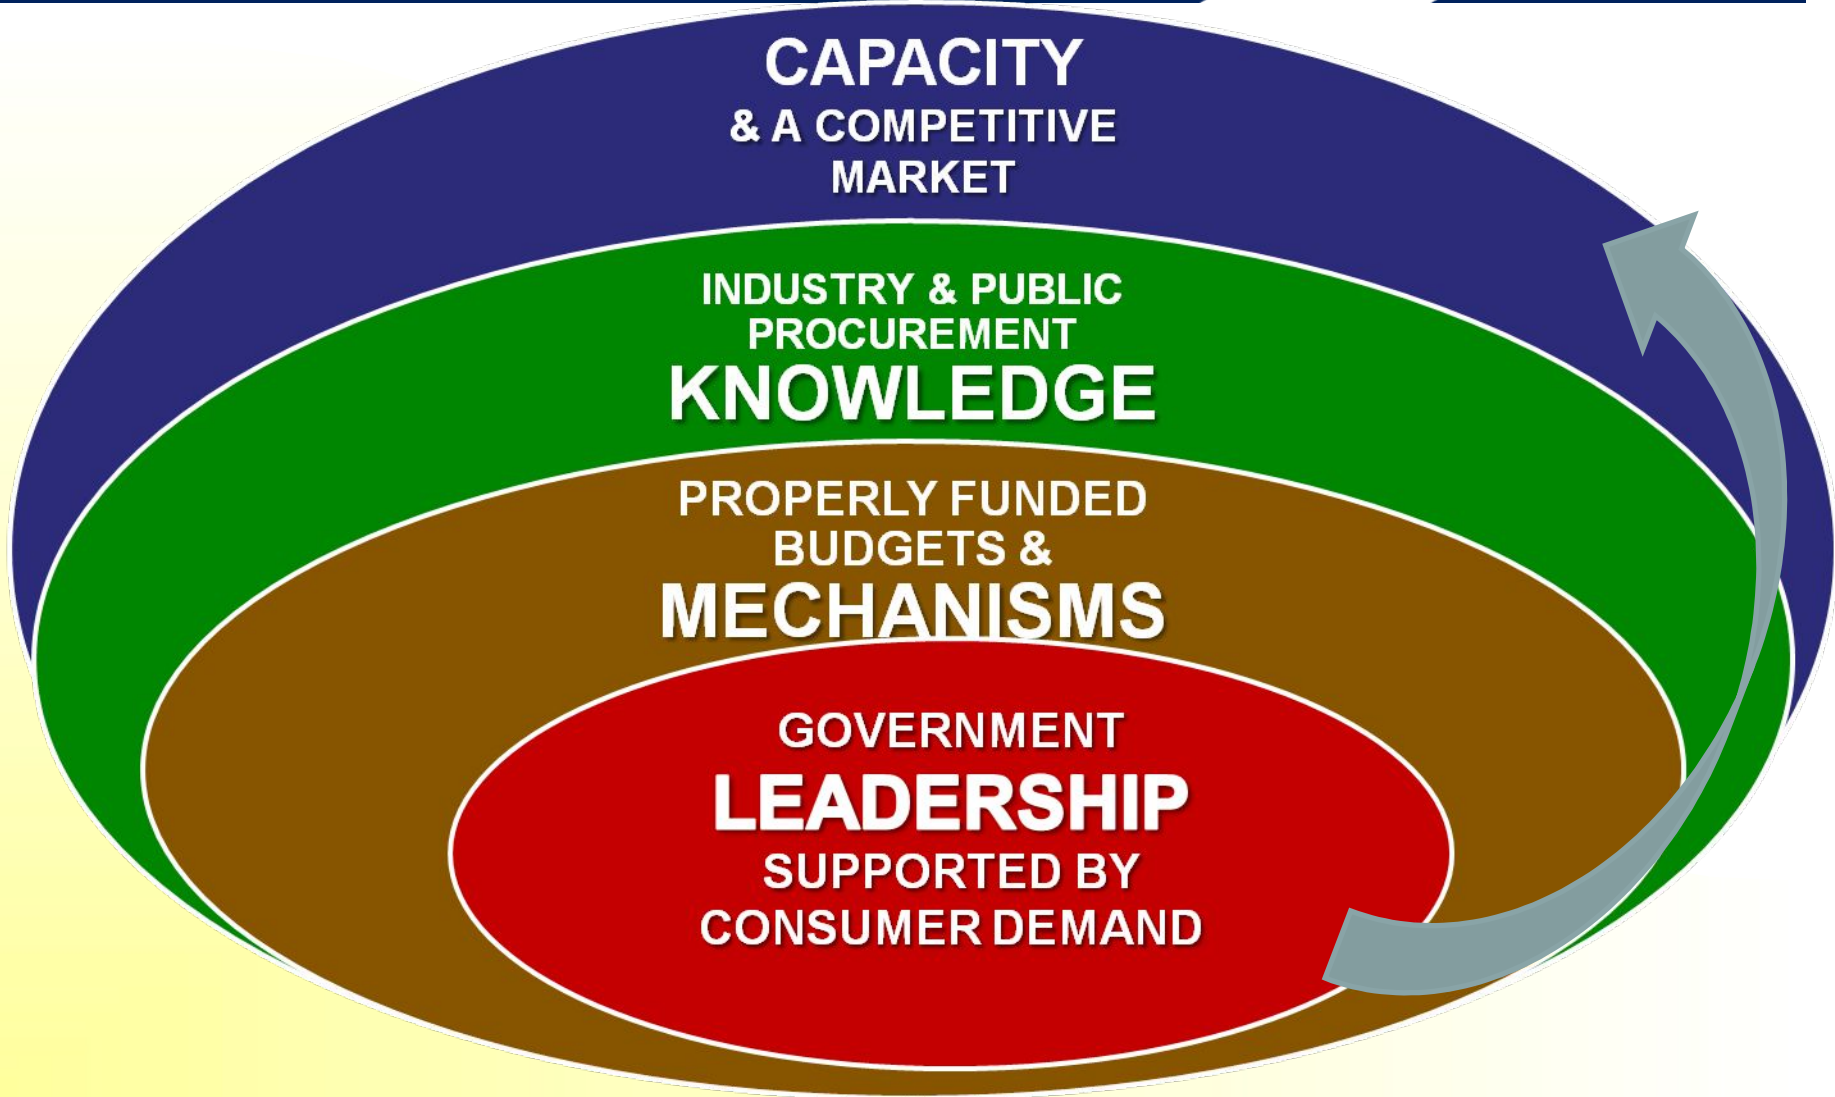 CAPACITY
& A COMPETITIVE
MARKET
INDUSTRY & PUBLIC
PROCUREMENT
KNOWLEDGE
PROPERLY FUNDED
BUDGETS &
MECHANISMS
GOVERNMENT
LEADERSHIP
SUPPORTED BY
CONSUMER DEMAND